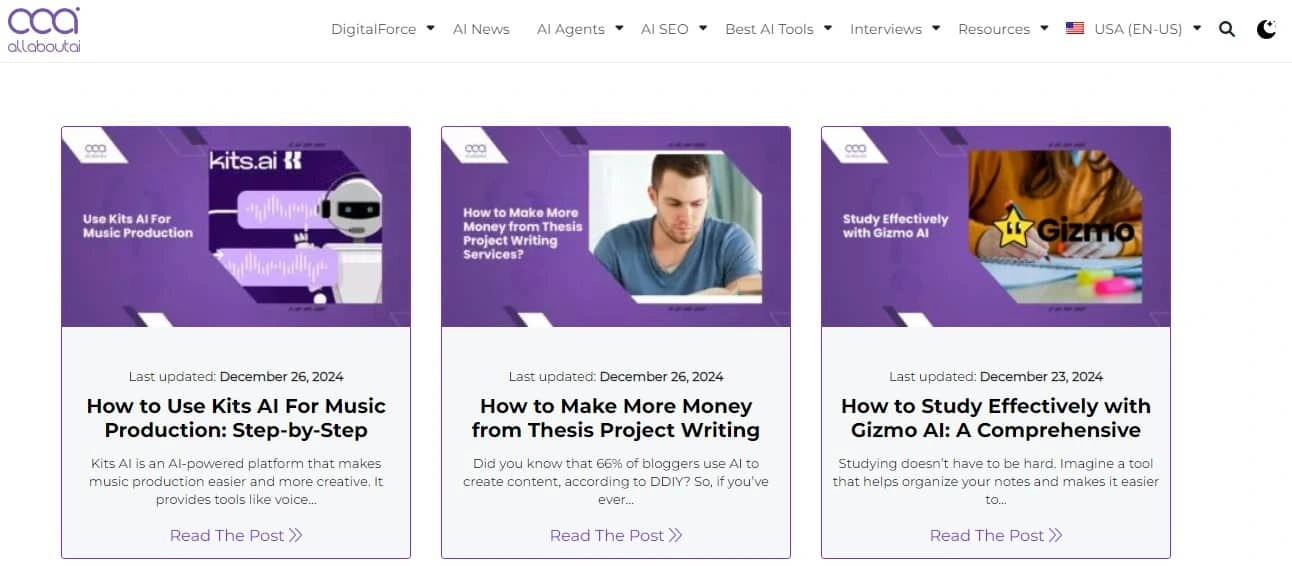 allaboutai
DigitalForce AI News AI Agents AI SEO Best AI Tools Interviews Resources USA (EN-US)
kits.ai
Use Kits AI For
Music Production
Last updated: December 26, 2024
How to Use Kits AI For Music
Production: Step-by-Step
Kits AI is an AI-powered platform that makes
music production easier and more creative. It
provides tools like voice...
Read The Post
How to Make More
Money from Thesis
Project Writing
Services?
Last updated: December 26, 2024
How to Make More Money
from Thesis Project Writing
Did you know that 66% of bloggers use AI to
create content, according to DDIY? So, if you’ve
ever...
Read The Post
Study Effectively
with Gizmo AI
Gizmo
Last updated: December 23, 2024
How to Study Effectively with
Gizmo AI: A Comprehensive
Studying doesn’t have to be hard. Imagine a tool
that helps organize your notes and makes it easier
to...
Read The Post